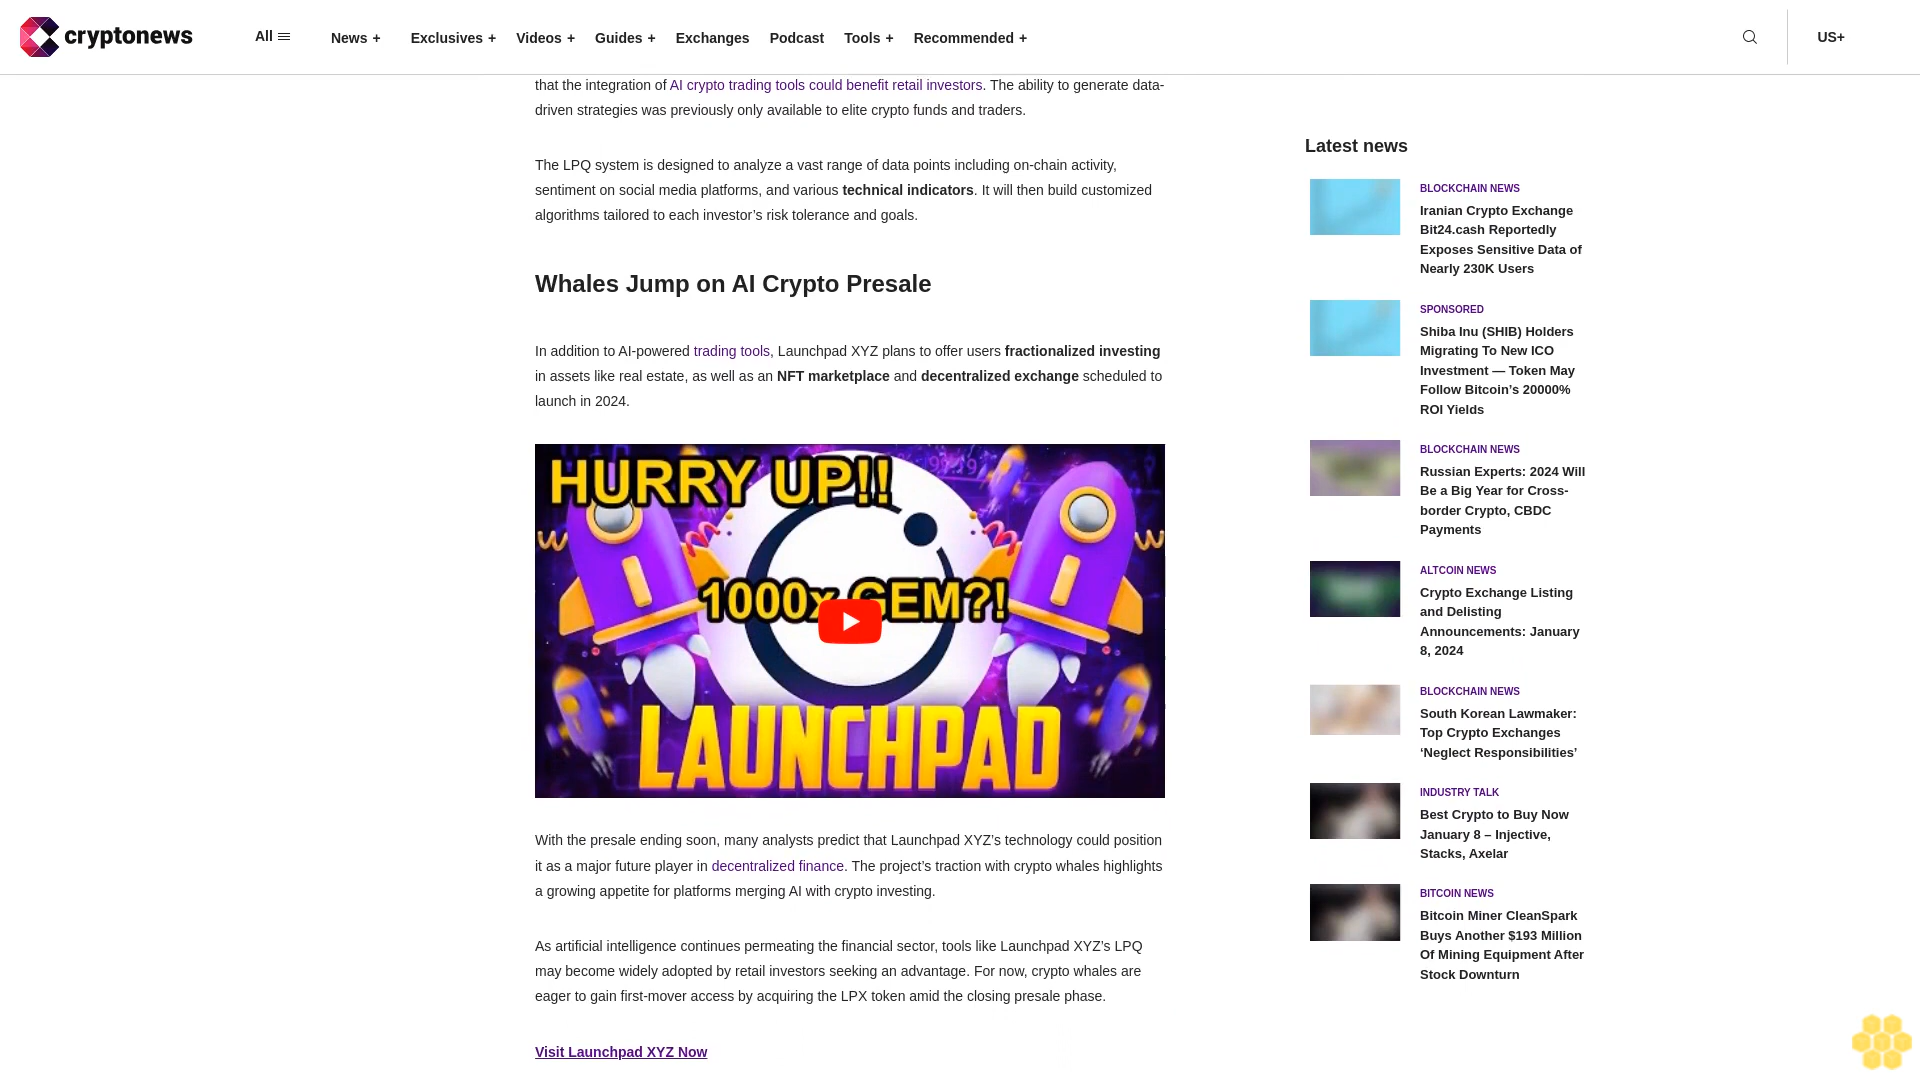 cryptonews
All
News +
Exclusives +
Videos +
Guides +
Exchanges
Podcast
Tools +
Recommended +
US+
that the integration of AI crypto trading tools could benefit retail investors. The ability to generate data-
driven strategies was previously only available to elite crypto funds and traders.
The LPQ system is designed to analyze a vast range of data points including on-chain activity,
sentiment on social media platforms, and various technical indicators. It will then build customized
algorithms tailored to each investor’s risk tolerance and goals.
Whales Jump on AI Crypto Presale
In addition to AI-powered trading tools, Launchpad XYZ plans to offer users fractionalized investing
in assets like real estate, as well as an NFT marketplace and decentralized exchange scheduled to
launch in 2024.
HURRY UP!!
1000x GEM?!
LAUNCHPAD
With the presale ending soon, many analysts predict that Launchpad XYZ’s technology could position
it as a major future player in decentralized finance. The project’s traction with crypto whales highlights
a growing appetite for platforms merging AI with crypto investing.
As artificial intelligence continues permeating the financial sector, tools like Launchpad XYZ’s LPQ
may become widely adopted by retail investors seeking an advantage. For now, crypto whales are
eager to gain first-mover access by acquiring the LPX token amid the closing presale phase.
Visit Launchpad XYZ Now
Latest news
BLOCKCHAIN NEWS
Iranian Crypto Exchange
Bit24.cash Reportedly
Exposes Sensitive Data of
Nearly 230K Users
SPONSORED
Shiba Inu (SHIB) Holders
Migrating To New ICO
Investment — Token May
Follow Bitcoin’s 20000%
ROI Yields
BLOCKCHAIN NEWS
Russian Experts: 2024 Will
Be a Big Year for Cross-
border Crypto, CBDC
Payments
ALTCOIN NEWS
Crypto Exchange Listing
and Delisting
Announcements: January
8, 2024
BLOCKCHAIN NEWS
South Korean Lawmaker:
Top Crypto Exchanges
‘Neglect Responsibilities’
INDUSTRY TALK
Best Crypto to Buy Now
January 8 – Injective,
Stacks, Axelar
BITCOIN NEWS
Bitcoin Miner CleanSpark
Buys Another $193 Million
Of Mining Equipment After
Stock Downturn